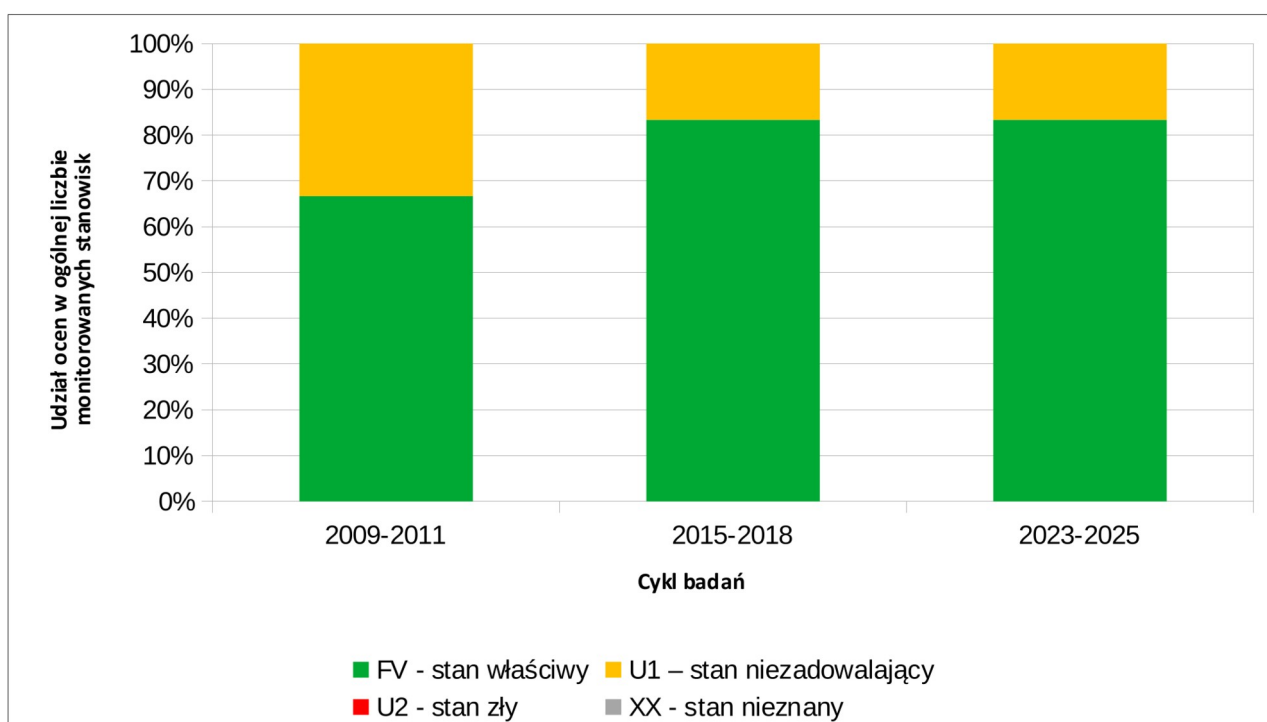 Udział ocen w ogólnej liczbie
monitorowanych stanowisk
100%
90%
80%
70%
60%
50%
40%
30%
20%
10%
0%
2009-2011
2015-2018
2023-2025
Cykl badań
FV - stan właściwy
U1 – stan niezadowalający
U2 - stan zły
XX - stan nieznany